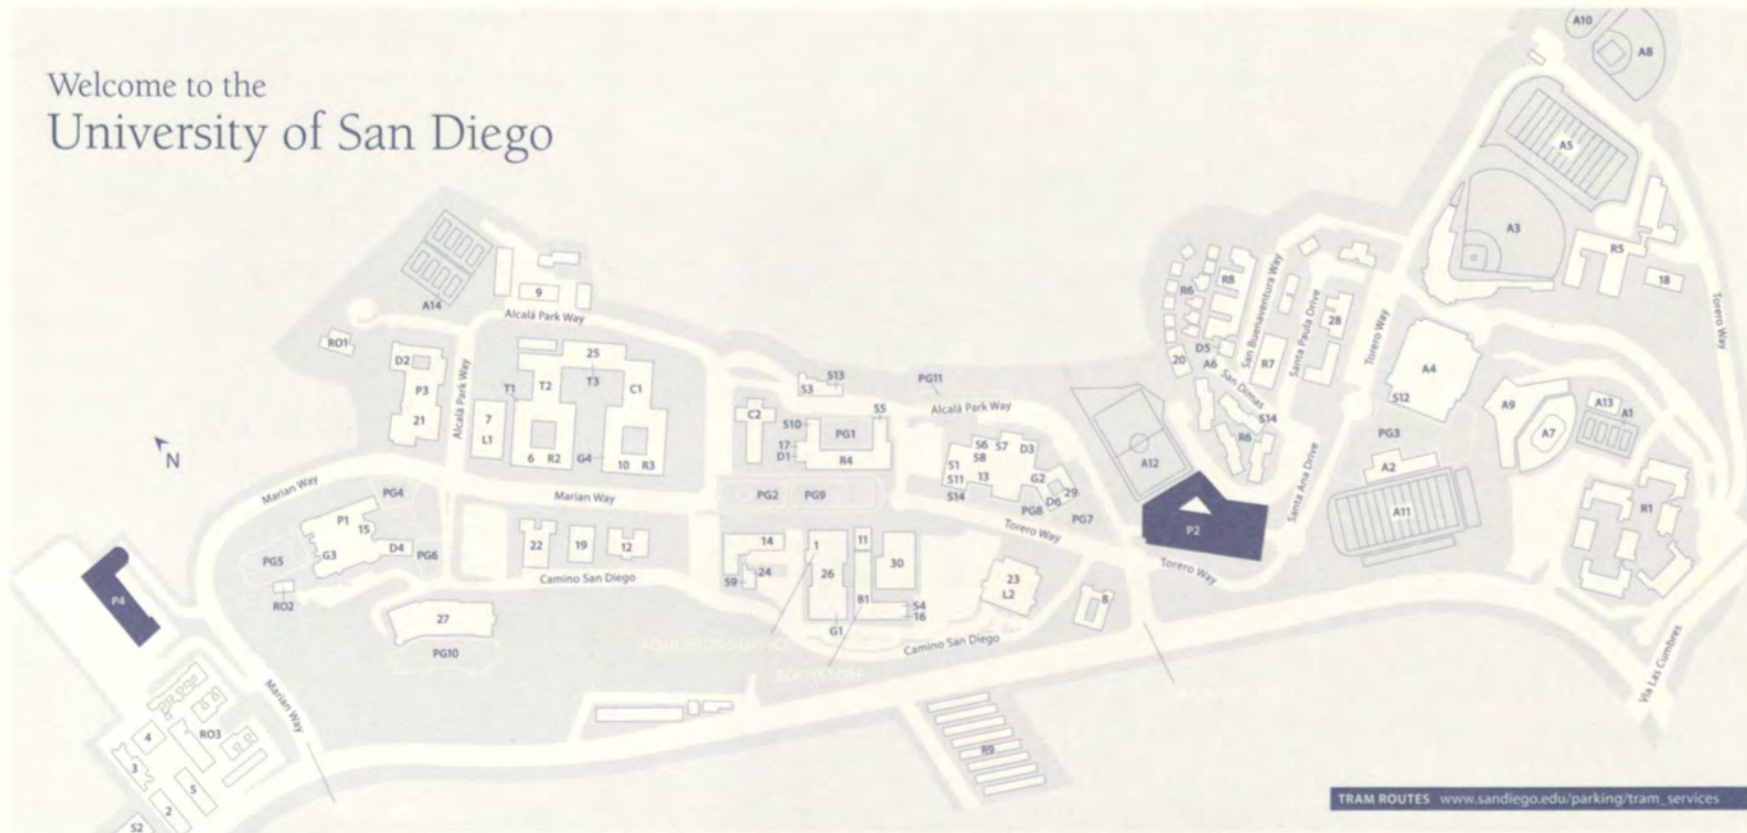 Welcome to the
University of San Diego
A10
A8
A5
A3
R5
18
Torero Way
A14
9
Alcalá Park Way
RO1
D2
P3
21
Alcalá Park Way
25
T1
T2
T3
C1
7
L1
6
R2
G4
10
R3
S13
S3
PG11
Alcalá Park Way
C2
S10
S5
PG1
17
D1
R4
S6
S7
D3
S8
S1
S11
13
S14
G2
29
D6
PG8
PG7
A12
R6
R8
San Buenaventura Way
Santa Paula Drive
28
Torero Way
D5
20
A6
R7
San Dimas
S14
R6
A4
S12
A9
A13
A1
A7
PG3
A2
A11
R1
Santa Ana Drive
P2
Torero Way
N
Marian Way
PG4
Marian Way
PG2
PG9
Torero Way
P1
15
G3
D4
PG6
PG5
RO2
22
19
12
Camino San Diego
14
24
S9
1
26
11
30
B1
S4
16
G1
23
L2
8
Camino San Diego
27
PG10
P4
Marian Way
RO3
4
3
5
2
S2
R9
Via Las Cumbres
TRAM ROUTES www.sandiego.edu/parking/tram_services